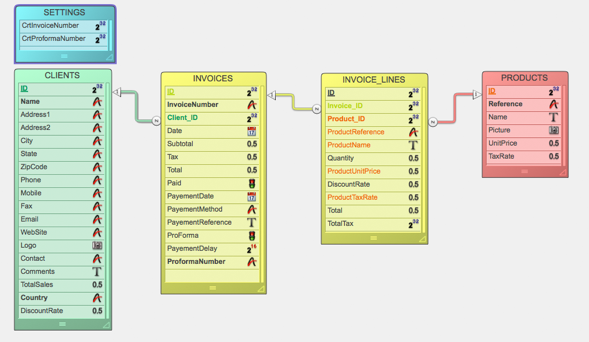 SETTINGS
CrtInvoiceNumber 2 32
CrtProformaNumber 2 32
CLIENTS
ID 2 32
Name A
Address1 A
Address2 A
City A
State A
ZipCode A
Phone A
Mobile A
Fax A
Email A
WebSite A
Logo
Contact A
Comments T
TotalSales 0.5
Country A
DiscountRate 0.5
INVOICES
ID 2 32
InvoiceNumber A
Client_ID 2 32
Date 17
Subtotal 0.5
Tax 0.5
Total 0.5
Paid
PayementDate 17
PayementMethod A
PayementReference T
ProForma
PayementDelay 2 16
ProformaNumber A
INVOICE_LINES
ID 2 32
Invoice_ID 2 32
Product_ID 2 32
ProductReference A
ProductName T
Quantity 0.5
ProductUnitPrice 0.5
DiscountRate 0.5
ProductTaxRate 0.5
Total 0.5
TotalTax 2 32
PRODUCTS
ID 2 32
Reference A
Name T
Picture
UnitPrice 0.5
TaxRate 0.5
N
N
N